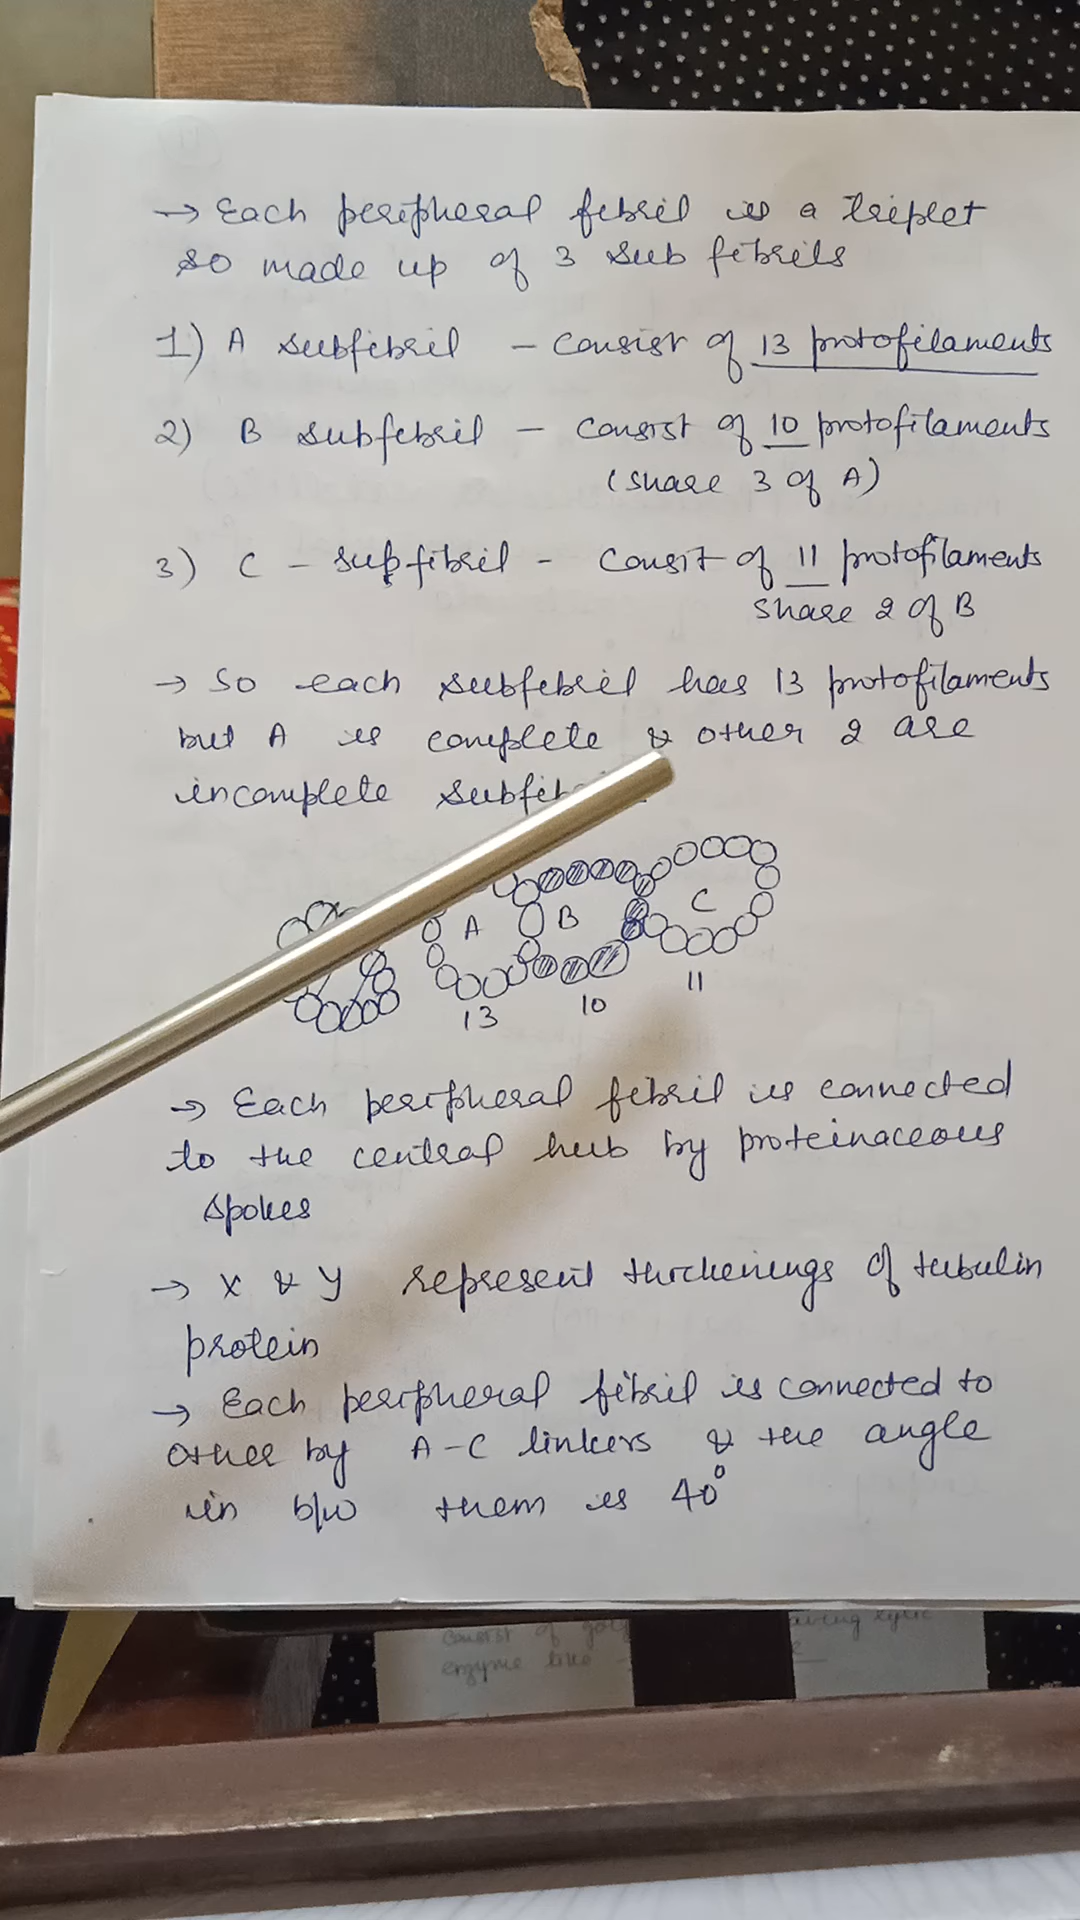 → Each peripheral fibril is a triplet
so made up of 3 sub fibrils
1) A subfibril - consist of 13 protofilaments
2) B subfibril - consist of 10 protofilaments
(share 3 of A)
3) C - subfibril - consit of 11 protofilaments
share 2 of B
→ so each subfibril has 13 protofilaments
but A is complete & other 2 are
incomplete
A B C
13 10 11
→ Each peripheral fibril is connected
to the central hub by proteinaceous
spokes
→ X & Y represent thickenings of tubulin
protein
→ Each peripheral fibril is connected to
other by A-C linkers & the angle
in b/w them is 40°
consist of
enzyme like